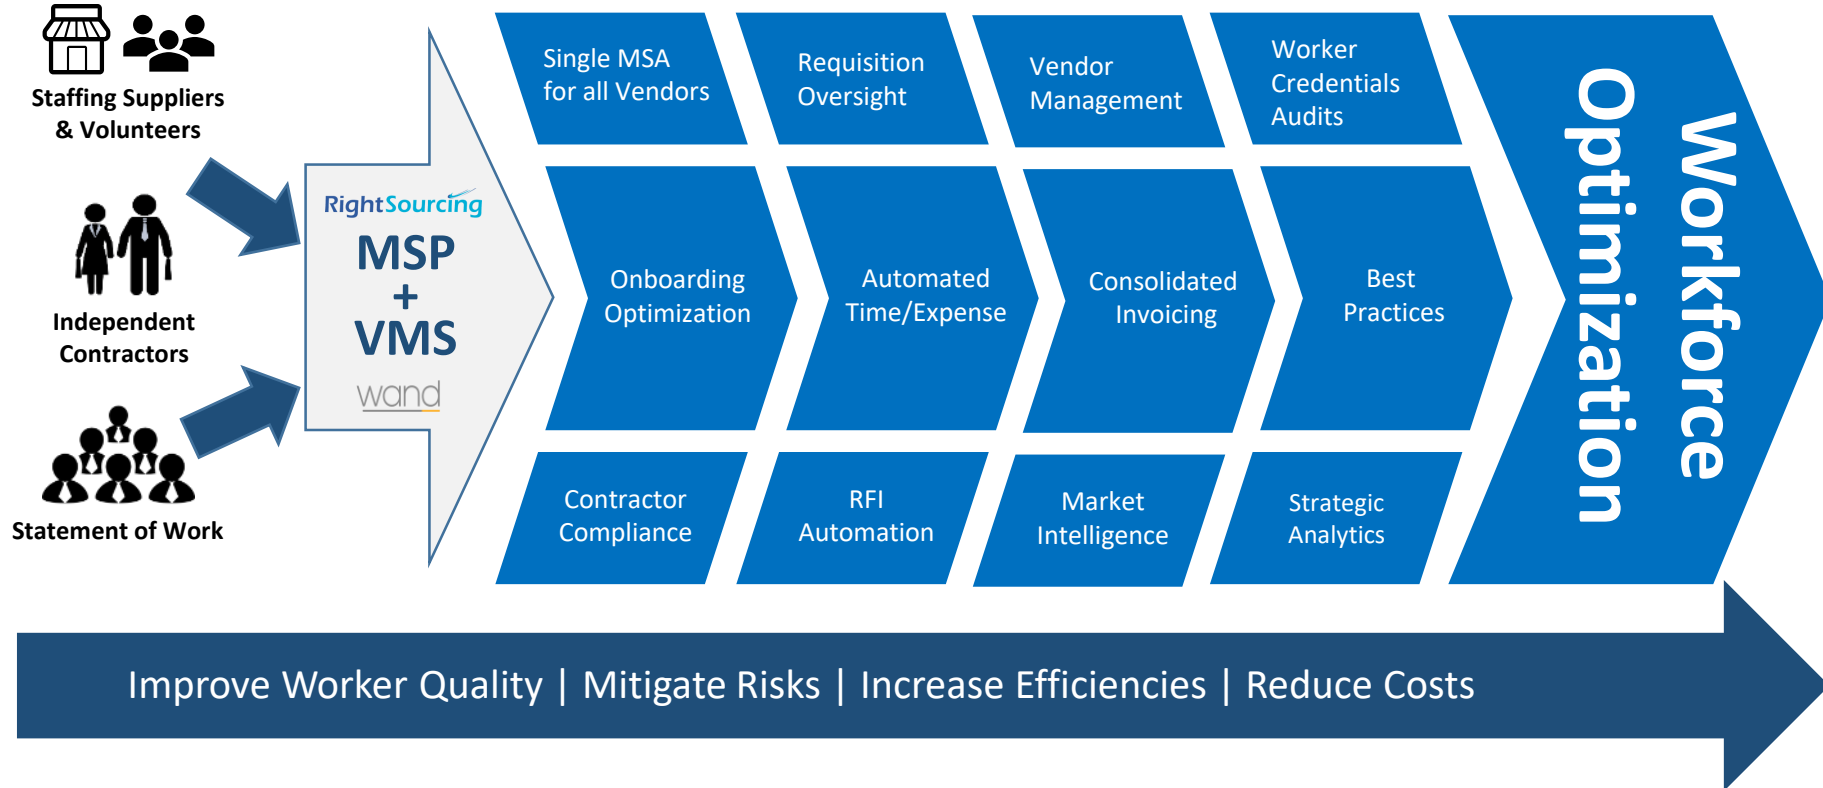 Staffing Suppliers
& Volunteers
Independent
Contractors
Statement of Work
RightSourcing
MSP
+
VMS
wand
Single MSA
for all Vendors
Requisition
Oversight
Vendor
Management
Worker
Credentials
Audits
Onboarding
Optimization
Automated
Time/Expense
Consolidated
Invoicing
Best
Practices
Contractor
Compliance
RFI
Automation
Market
Intelligence
Strategic
Analytics
Workforce
Optimization
Improve Worker Quality | Mitigate Risks | Increase Efficiencies | Reduce Costs